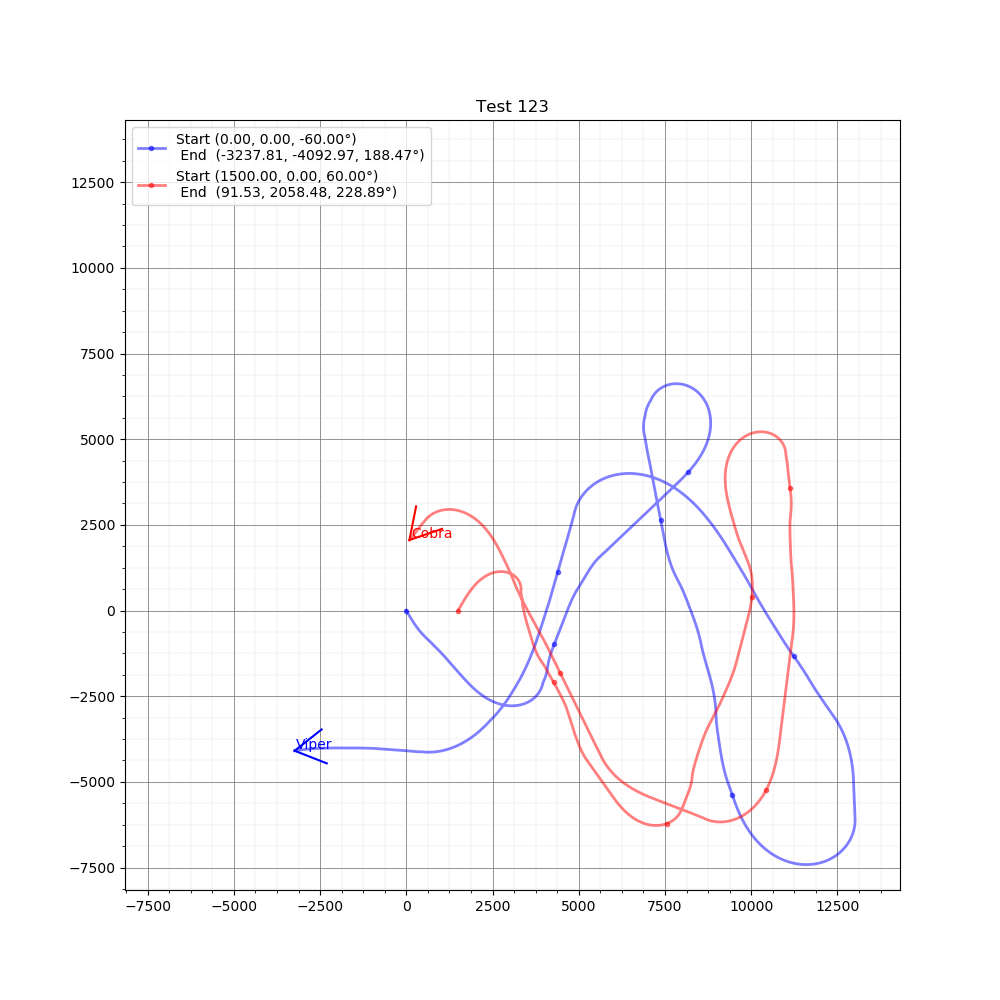 Test 123
Start (0.00, 0.00, -60.00°)
End (-3237.81, -4092.97, 188.47°)
Start (1500.00, 0.00, 60.00°)
End (91.53, 2058.48, 228.89°)
12500
10000
7500
5000
2500
0
−2500
−5000
−7500
Cobra
Viper
−7500 −5000 −2500 0 2500 5000 7500 10000 12500